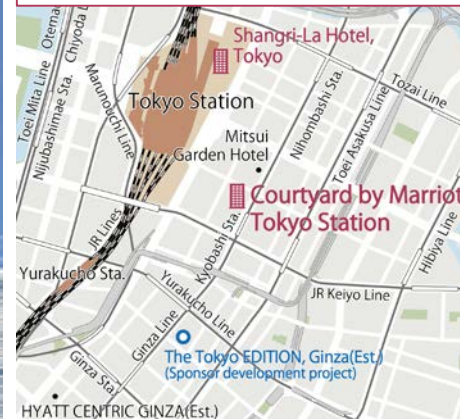 Otema
Chiyoda L
Toei Mita Line
Nijubashimae Sta.
Marunouchi Line
Shangri-La Hotel,
Tokyo
Tokyo Station
Mitsui
Garden Hotel
Nihombashi Sta.
Toei Asakusa Line
Tozai Line
Courtyard by Marriot
Tokyo Station
JR Lines
Kyobashi Sta.
Hibiya Line
Yurakucho Sta.
Yurakucho Line
JR Keiyo Line
Ginza Line
Ginza Sta.
The Tokyo EDITION, Ginza(Est.)
(Sponsor development project)
HYATT CENTRIC GINZA(Est.)